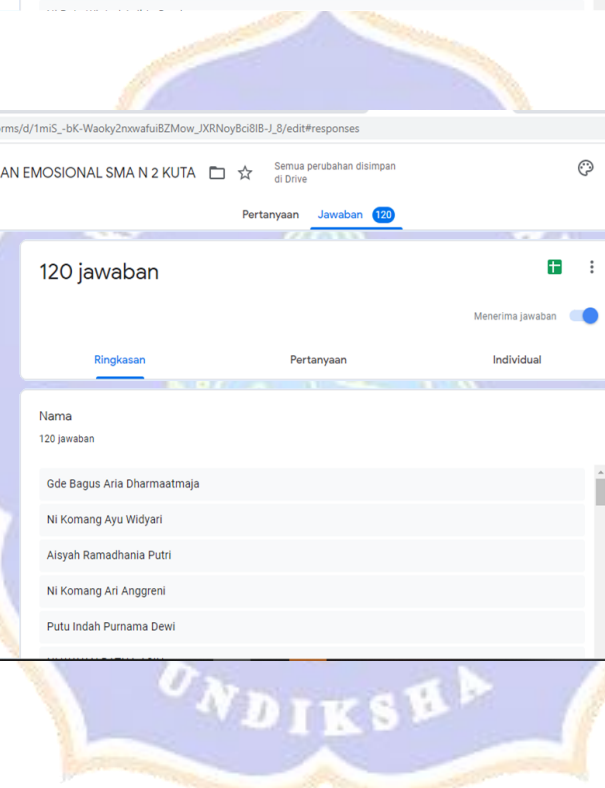 rms/d/1miS_-bK-Waoky2nxwafuiBZMow_JXRNoyBci8IB-J_8/edit#responses
AN EMOSIONAL SMA N 2 KUTA
Semua perubahan disimpan
di Drive
Pertanyaan Jawaban 120
120 jawaban
Menerima jawaban
Ringkasan Pertanyaan Individual
Nama
120 jawaban
Gde Bagus Aria Dharmaatmaja
Ni Komang Ayu Widyari
Aisyah Ramadhania Putri
Ni Komang Ari Anggreni
Putu Indah Purnama Dewi
UNDIKSHA